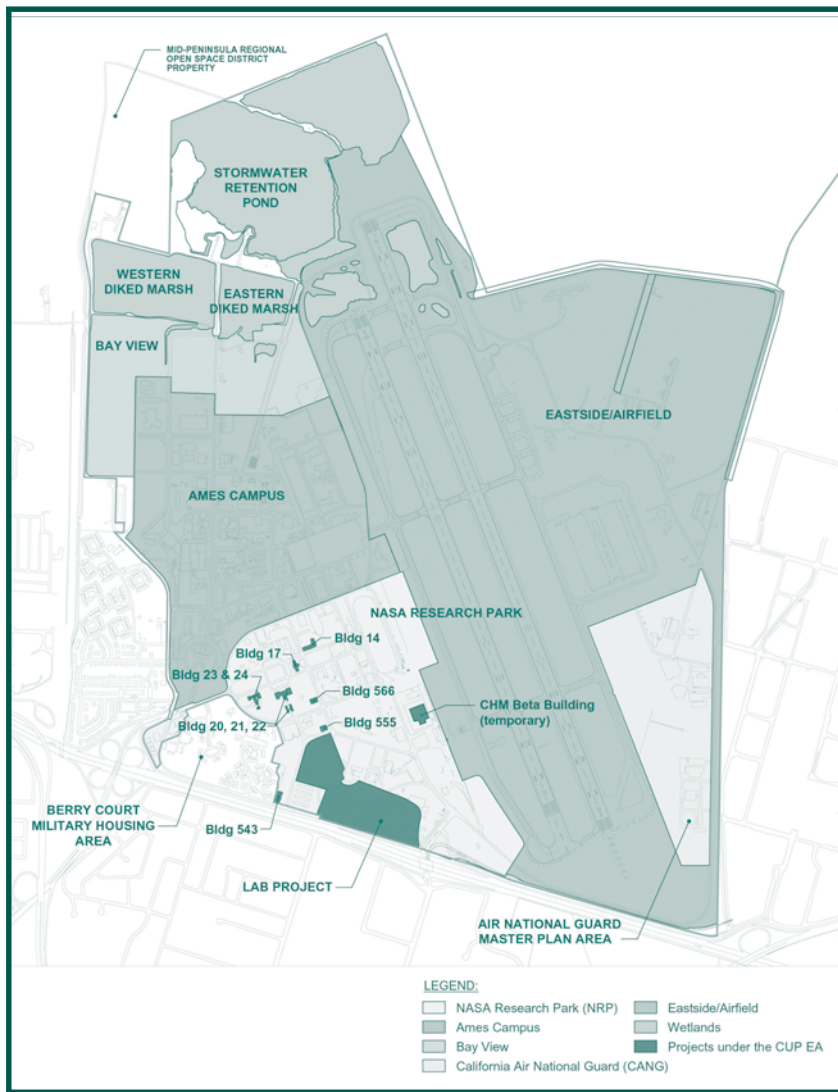 MID-PENINSULA REGIONAL
OPEN SPACE DISTRICT
PROPERTY
STORMWATER
RETENTION
POND
WESTERN
DIKED MARSH
EASTERN
DIKED MARSH
BAY VIEW
EASTSIDE/AIRFIELD
AMES CAMPUS
NASA RESEARCH PARK
Bldg 14
Bldg 17
Bldg 23 & 24
Bldg 566
CHM Beta Building
(temporary)
Bldg 20, 21, 22
Bldg 555
BERRY COURT
MILITARY HOUSING
AREA
Bldg 543
LAB PROJECT
AIR NATIONAL GUARD
MASTER PLAN AREA
LEGEND:
NASA Research Park (NRP)
Ames Campus
Bay View
California Air National Guard (CANG)
Eastside/Airfield
Wetlands
Projects under the CUP EA